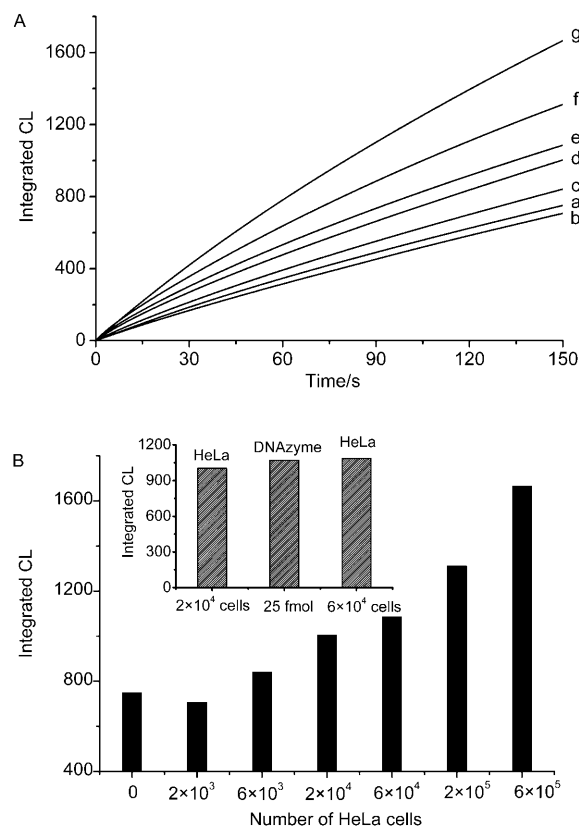 A
Integrated CL
1600
1200
800
400
0
0 30 60 90 120 150
Time/s
g
f
e
d
c
a
b
B
Integrated CL
1600
1200
800
400
0 2×10³ 6×10³ 2×10⁴ 6×10⁴ 2×10⁵ 6×10⁵
Number of HeLa cells
Integrated CL
1200
900
600
300
0
HeLa DNAzyme HeLa
2×10⁴ cells 25 fmol 6×10⁴ cells